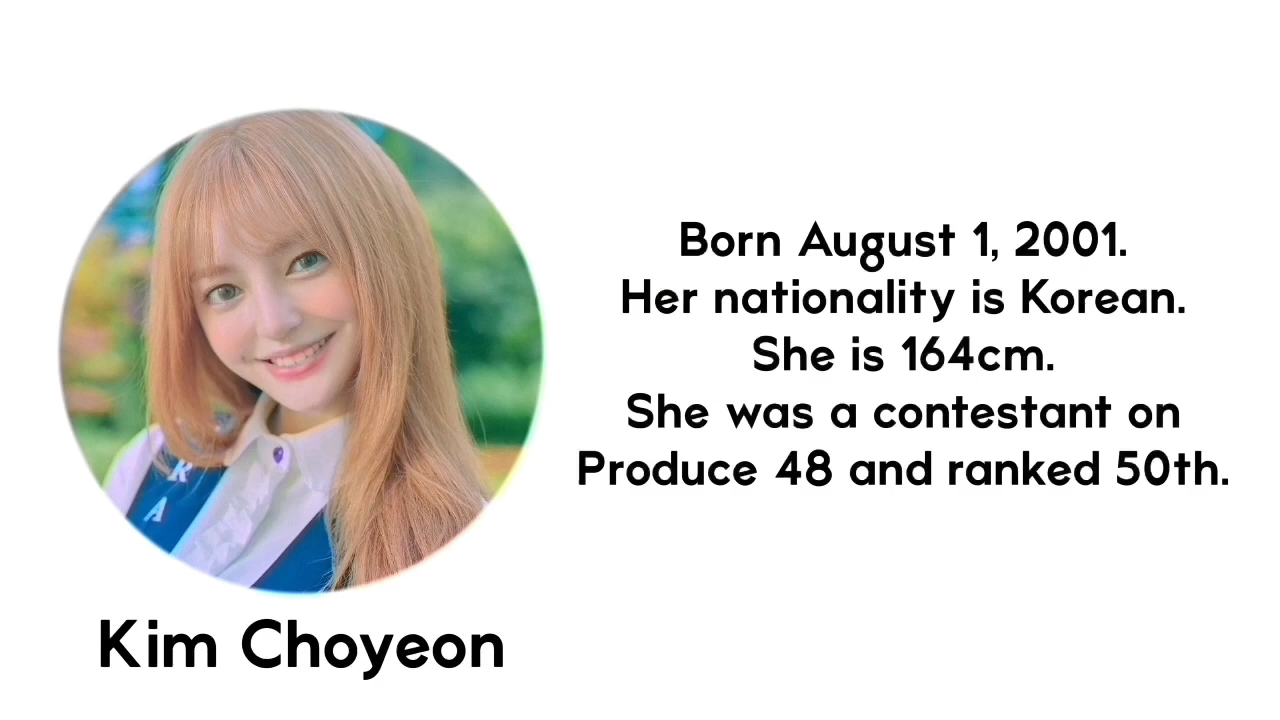 Born August 1, 2001.
Her nationality is Korean.
She is 164cm.
She was a contestant on
Produce 48 and ranked 50th.
R
A
Kim Choyeon